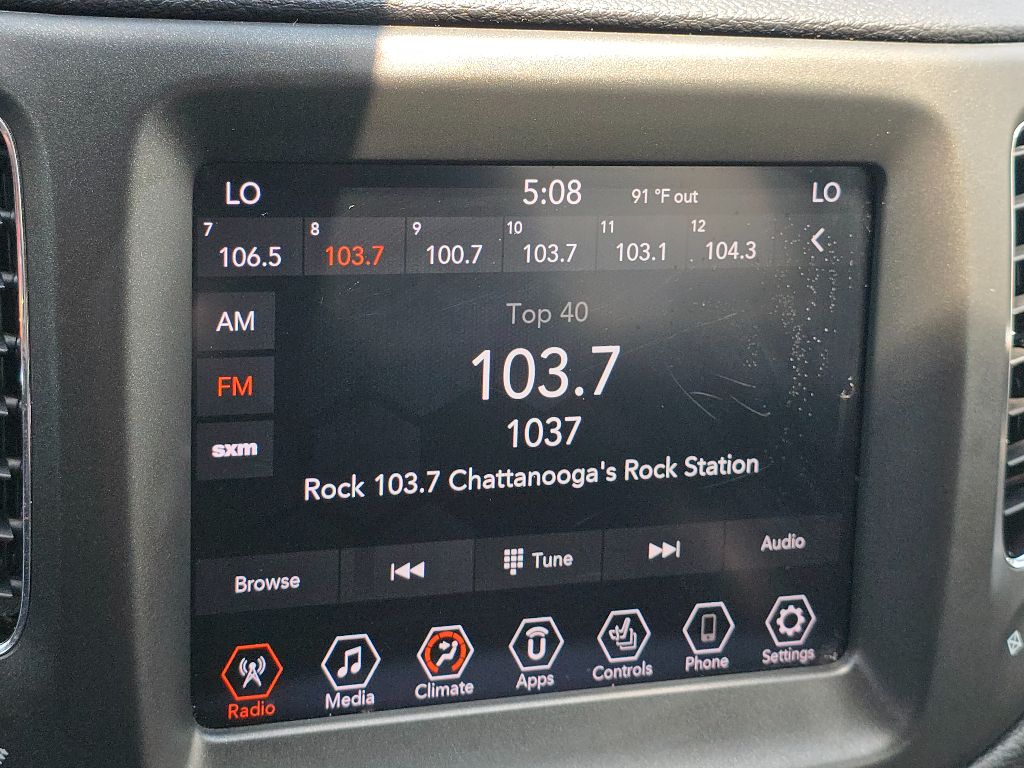 LO 5:08 91 °F out LO
7 106.5 8 103.7 9 100.7 10 103.7 11 103.1 12 104.3
AM
FM
sxm
Top 40
103.7
1037
Rock 103.7 Chattanooga's Rock Station
Browse Tune Audio
Radio Media Climate Apps Controls Phone Settings